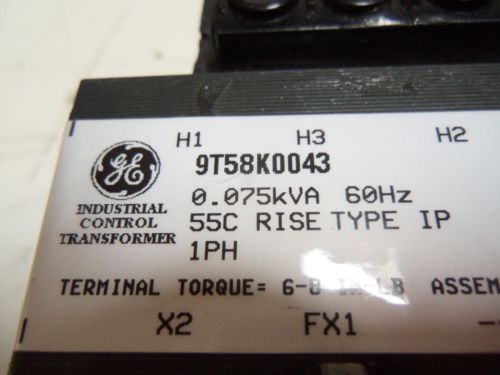 H1 H3 H2
9T58K0043
GE
0.075kVA 60Hz
INDUSTRIAL
CONTROL
TRANSFORMER
55C RISE TYPE IP
1PH
TERMINAL TORQUE= 6-8 IN-LB ASSEM
X2 FX1